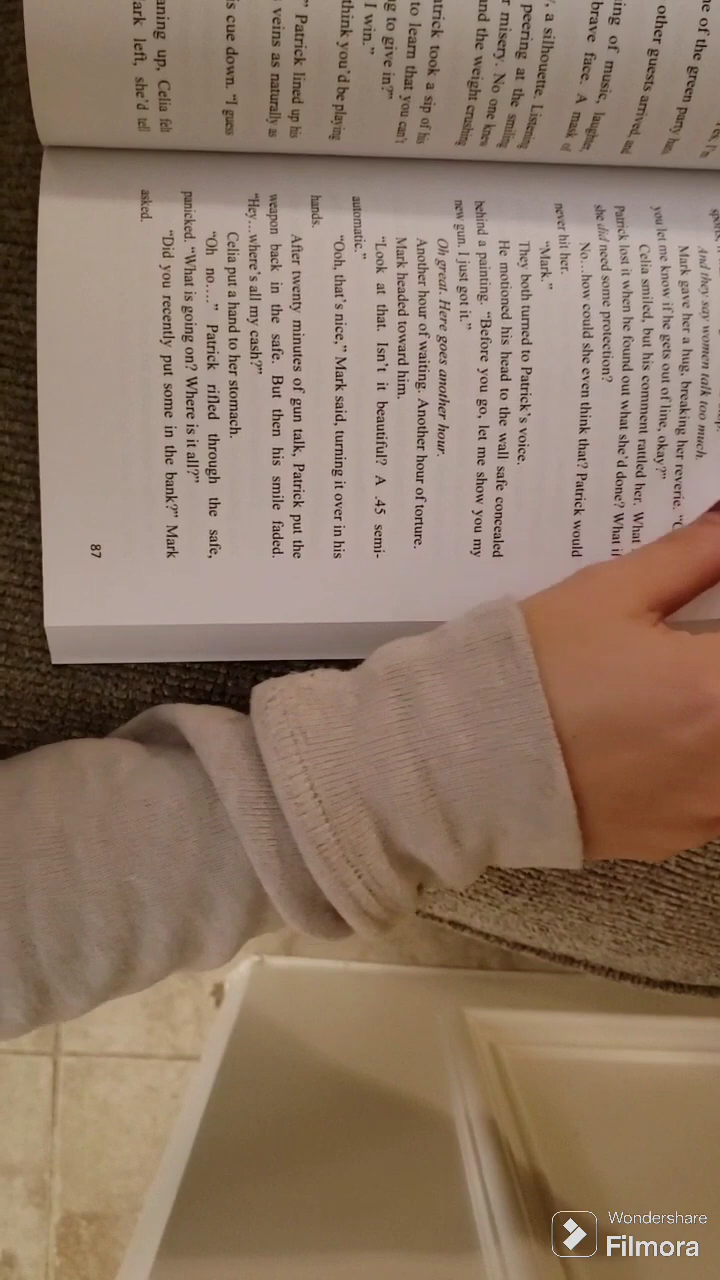 ne of the green party has
other guests arrived, and
ing of music, laughter,
brave face. A mask of
, a silhouette. Listening
peering at the smiling
r misery. No one knew
and the weight crushing
atrick took a sip of his
to learn that you can't
ng to give in?"
I win."
think you'd be playing
" Patrick lined up his
veins as naturally as
is cue down. "I guess
aning up, Celia felt
ark left, she'd tell
sports,
And they say women talk too much.
Mark gave her a hug, breaking her reverie.
you let me know if he gets out of line, okay?"
Celia smiled, but his comment rattled her. What
Patrick lost it when he found out what she'd done? What if
she did need some protection?
No…how could she even think that? Patrick would
never hit her.
"Mark."
They both turned to Patrick's voice.
He motioned his head to the wall safe concealed
behind a painting. "Before you go, let me show you my
new gun. I just got it."
Oh great. Here goes another hour.
Another hour of waiting. Another hour of torture.
Mark headed toward him.
"Look at that. Isn't it beautiful? A .45 semi-
automatic."
"Ooh, that's nice," Mark said, turning it over in his
hands.
After twenty minutes of gun talk, Patrick put the
weapon back in the safe. But then his smile faded.
"Hey…where's all my cash?"
Celia put a hand to her stomach.
"Oh no…." Patrick rifled through the safe,
panicked. "What is going on? Where is it all?"
"Did you recently put some in the bank?" Mark
asked.
87
Wondershare
Filmora